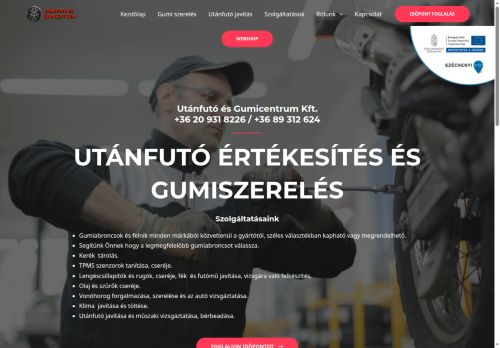 UTÁNFUTÓ ÉS
GUMICENTRUM
Kezdőlap
Gumi szerelés
Utánfutó javítás
Szolgáltatások
Rólunk
Kapcsolat
IDŐPONT FOGLALÁS
WEBSHOP
SZÉCHENYI
Utánfutó és Gumicentrum Kft.
+36 20 931 8226 / +36 89 312 624
UTÁNFUTÓ ÉRTÉKESÍTÉS ÉS
GUMISZERELÉS
Szolgáltatásaink
Gumiabroncsok és felnik minden márkából közvetlenül a gyártótól, széles választékban kapható vagy megrendelhető.
Segítünk Önnek hogy a legmegfelelőbb gumiabroncsot válassza.
Kerék tárolás.
TPMS szenzorok tanítása, cseréje.
Lengéscsillapítók és rugók, cseréje, fék és futómű javítása, vizsgára való felkészítés.
Olaj és szűrők cseréje.
Vonóhorog forgalmazása, szerelése és az autó vizsgáztatása.
Klíma javítása és töltése.
Utánfutó javítása és műszaki vizsgáztatása, bérbeadása.
FOGLALJON IDŐPONTOT →